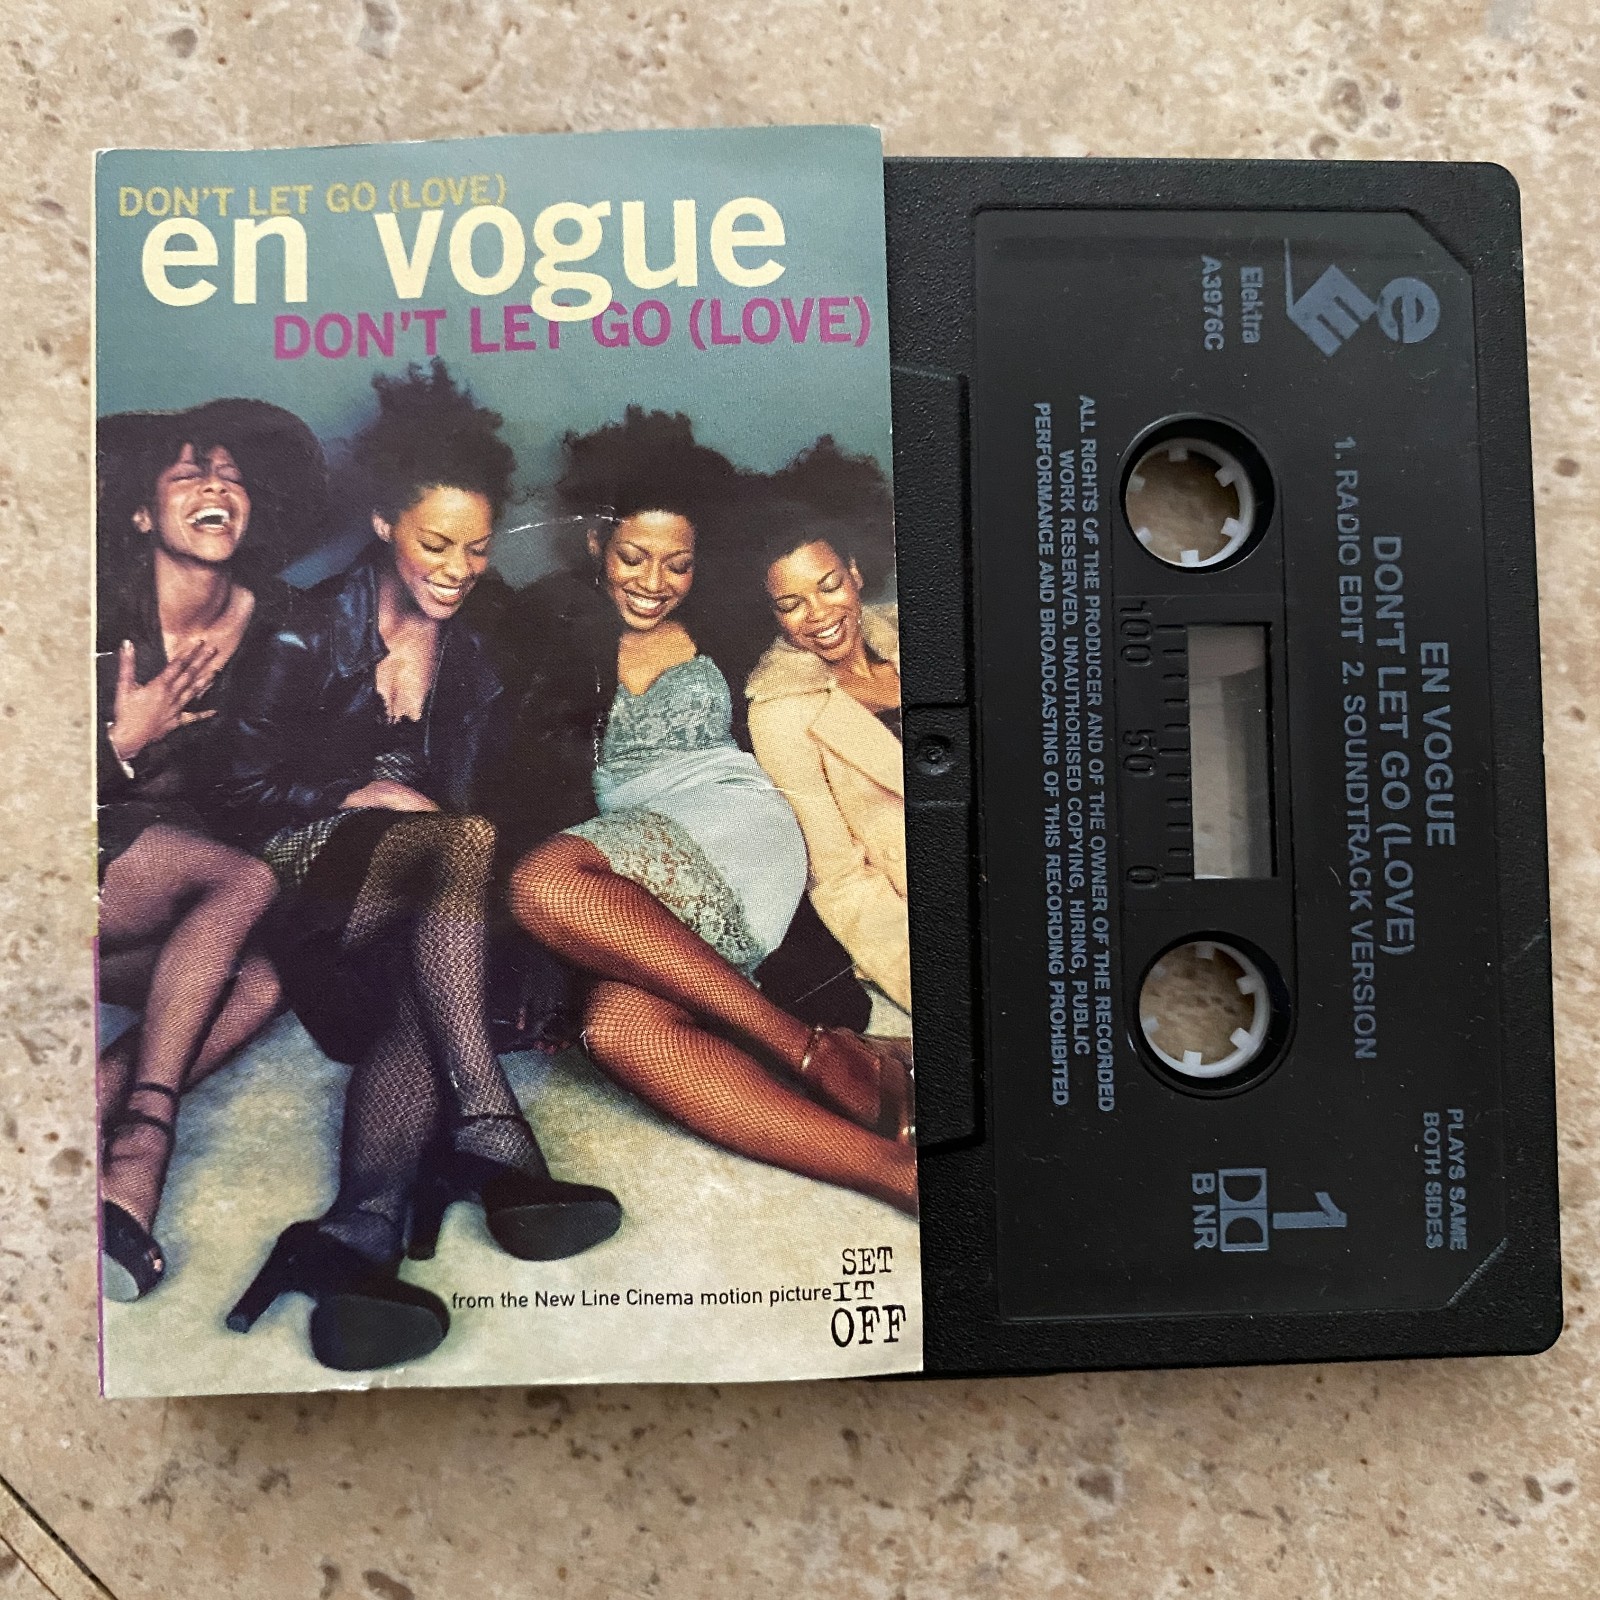 DON'T LET GO (LOVE)
en vogue
DON'T LET GO (LOVE)
from the New Line Cinema motion picture
SET
IT
OFF
e
E
Elektra
A3976C
EN VOGUE
DON'T LET GO (LOVE)
1. RADIO EDIT 2. SOUNDTRACK VERSION
PLAYS SAME
BOTH SIDES
1
B NR
100 50 0
ALL RIGHTS OF THE PRODUCER AND OF THE OWNER OF THE RECORDED
WORK RESERVED. UNAUTHORISED COPYING, HIRING, PUBLIC
PERFORMANCE AND BROADCASTING OF THIS RECORDING PROHIBITED